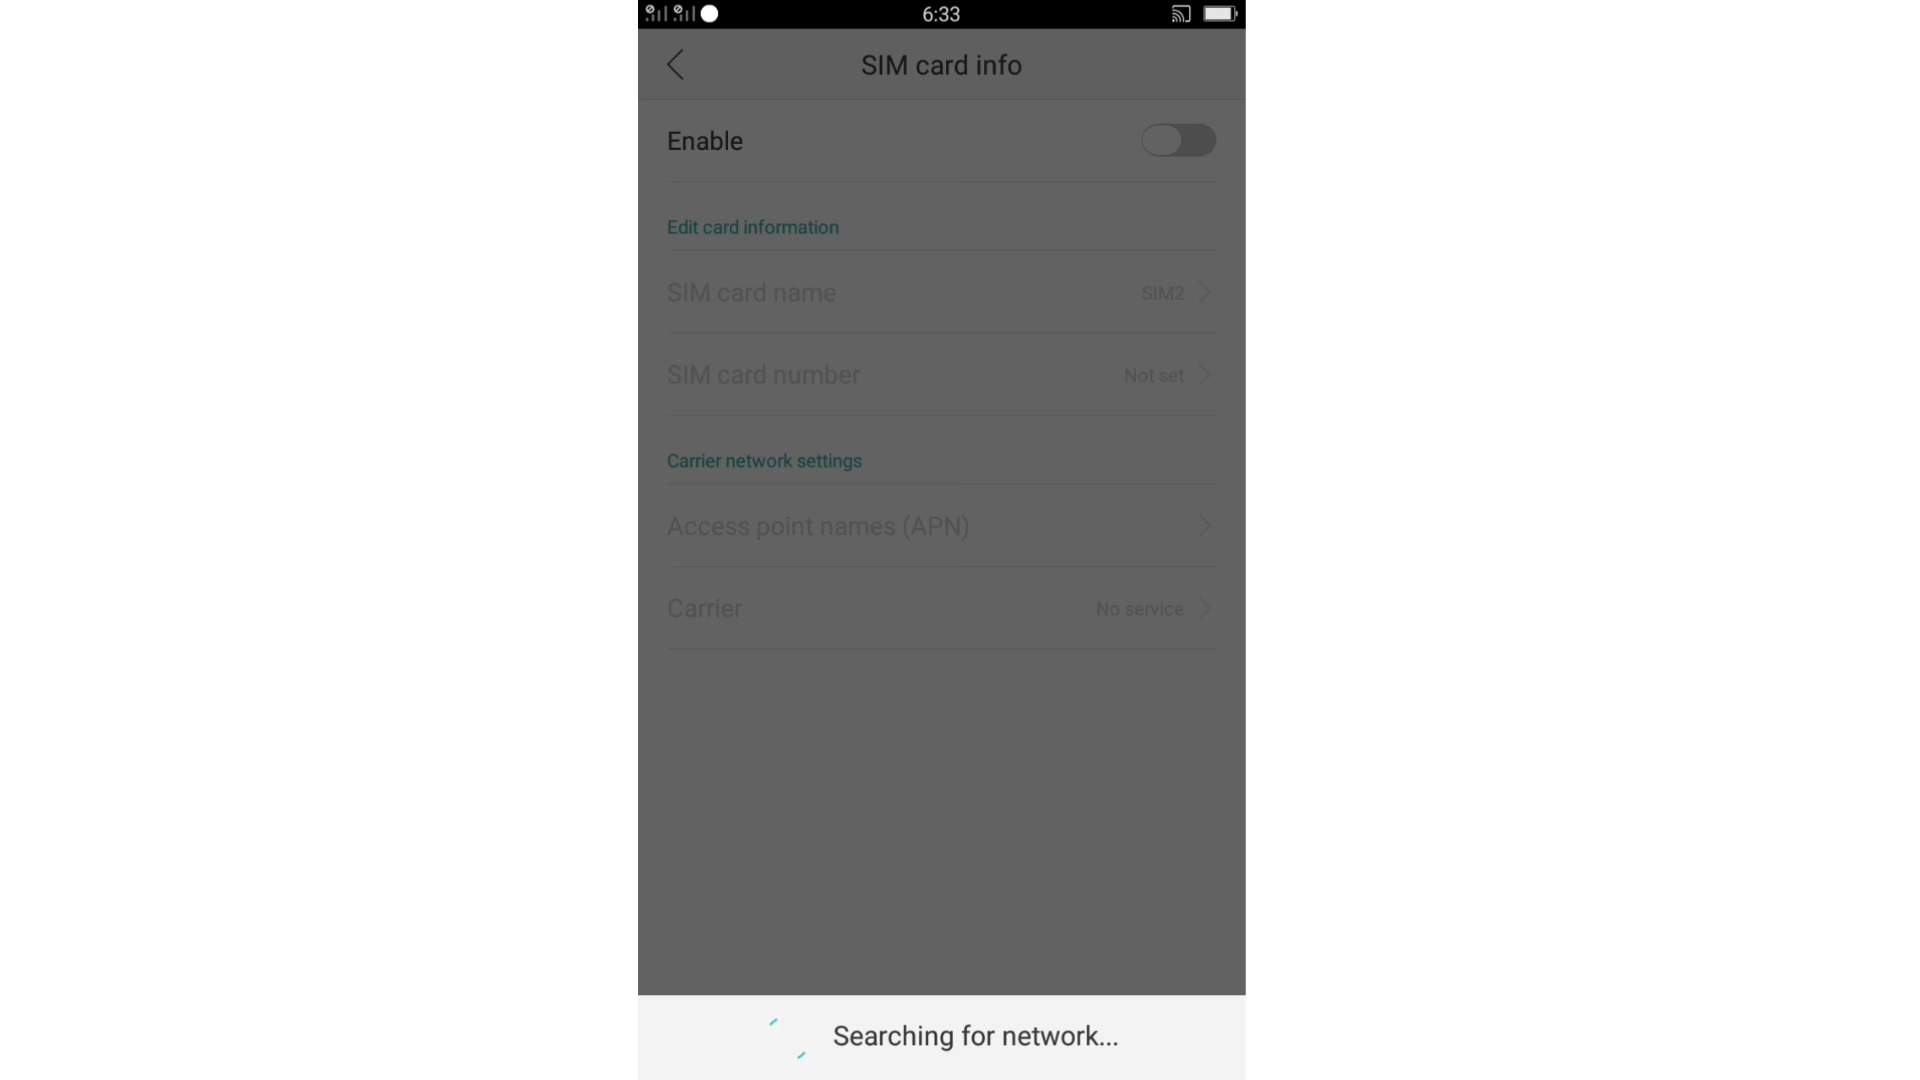 6:33
SIM card info
Enable
Edit card information
SIM card name SIM2
SIM card number Not set
Carrier network settings
Access point names (APN)
Carrier No service
Searching for network...